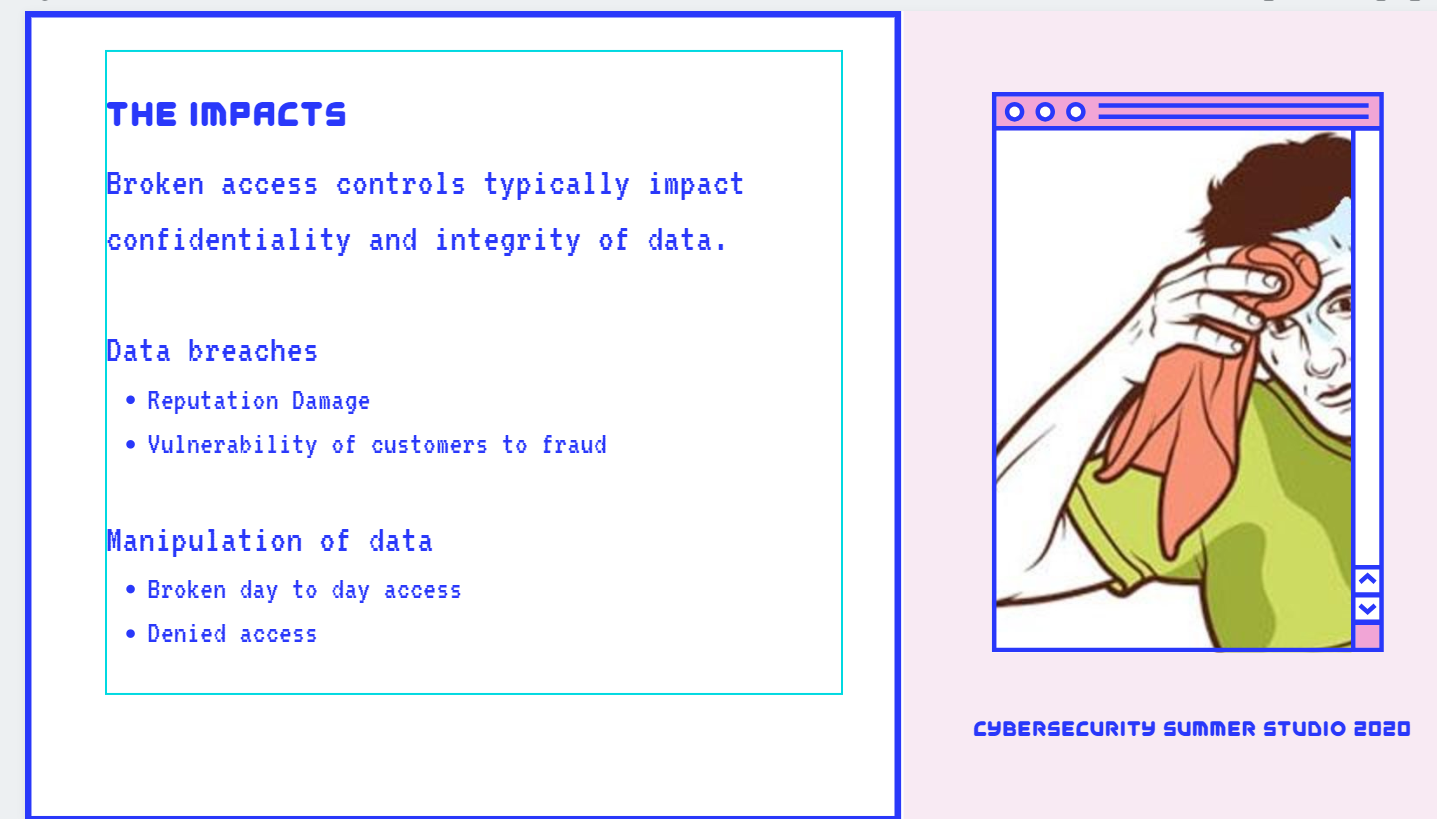 THE IMPACTS
Broken access controls typically impact
confidentiality and integrity of data.
Data breaches
• Reputation Damage
• Vulnerability of customers to fraud
Manipulation of data
• Broken day to day access
• Denied access
CYBERSECURITY SUMMER STUDIO 2020